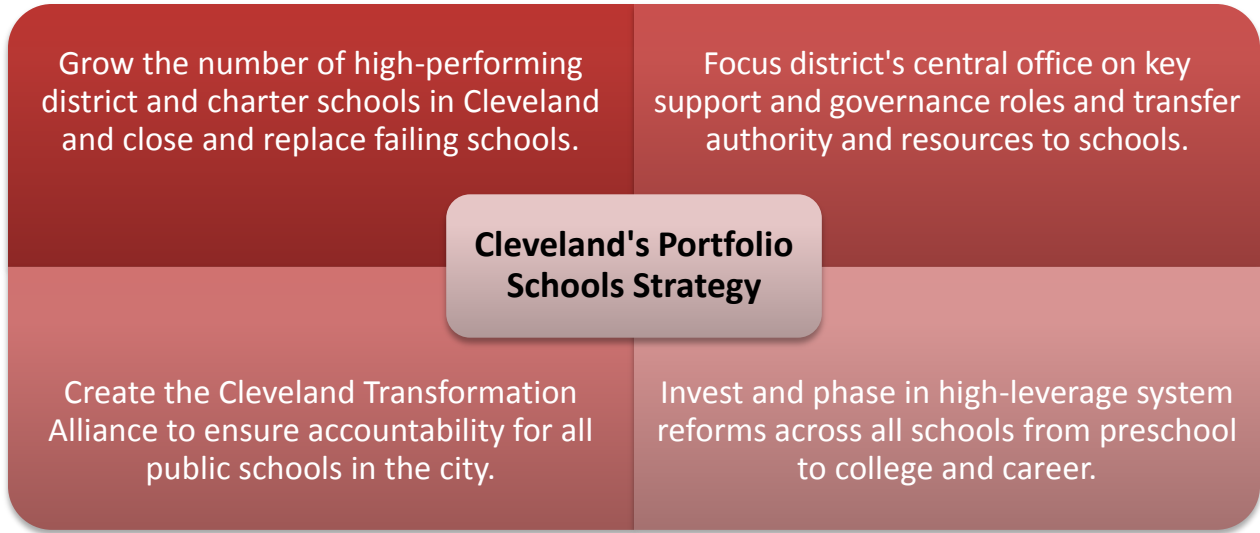 Grow the number of high-performing
district and charter schools in Cleveland
and close and replace failing schools.
Focus district's central office on key
support and governance roles and transfer
authority and resources to schools.
Cleveland's Portfolio
Schools Strategy
Create the Cleveland Transformation
Alliance to ensure accountability for all
public schools in the city.
Invest and phase in high-leverage system
reforms across all schools from preschool
to college and career.